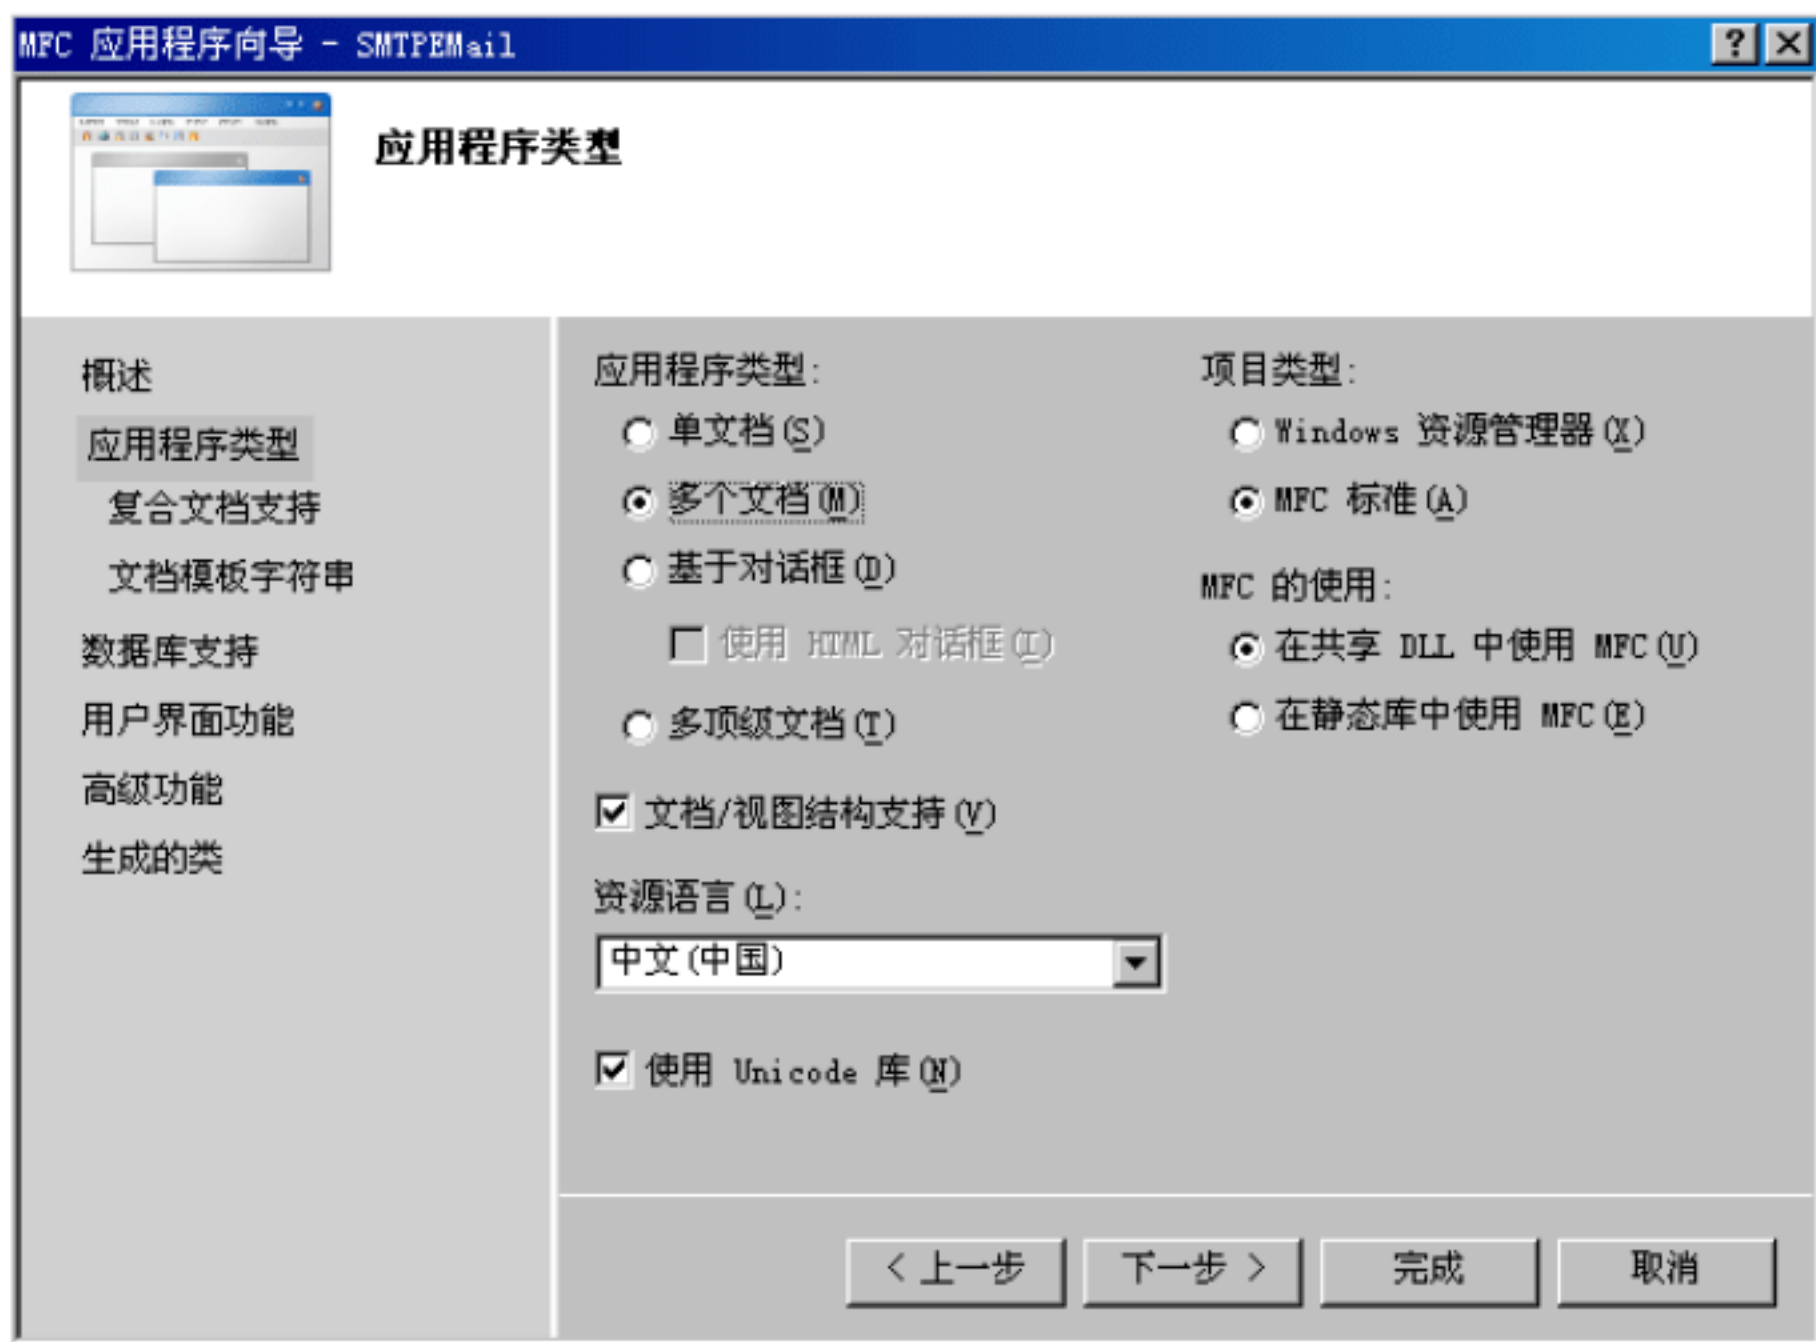 MFC 应用程序向导 - SMTPEMail
应用程序类型
概述
应用程序类型
复合文档支持
文档模板字符串
数据库支持
用户界面功能
高级功能
生成的类
应用程序类型:
单文档(S)
多个文档(M)
基于对话框(D)
使用 HTML 对话框(I)
多顶级文档(T)
文档/视图结构支持(V)
资源语言(L):
中文(中国)
使用 Unicode 库(N)
项目类型:
Windows 资源管理器(X)
MFC 标准(A)
MFC 的使用:
在共享 DLL 中使用 MFC(U)
在静态库中使用 MFC(E)
< 上一步 下一步 > 完成 取消